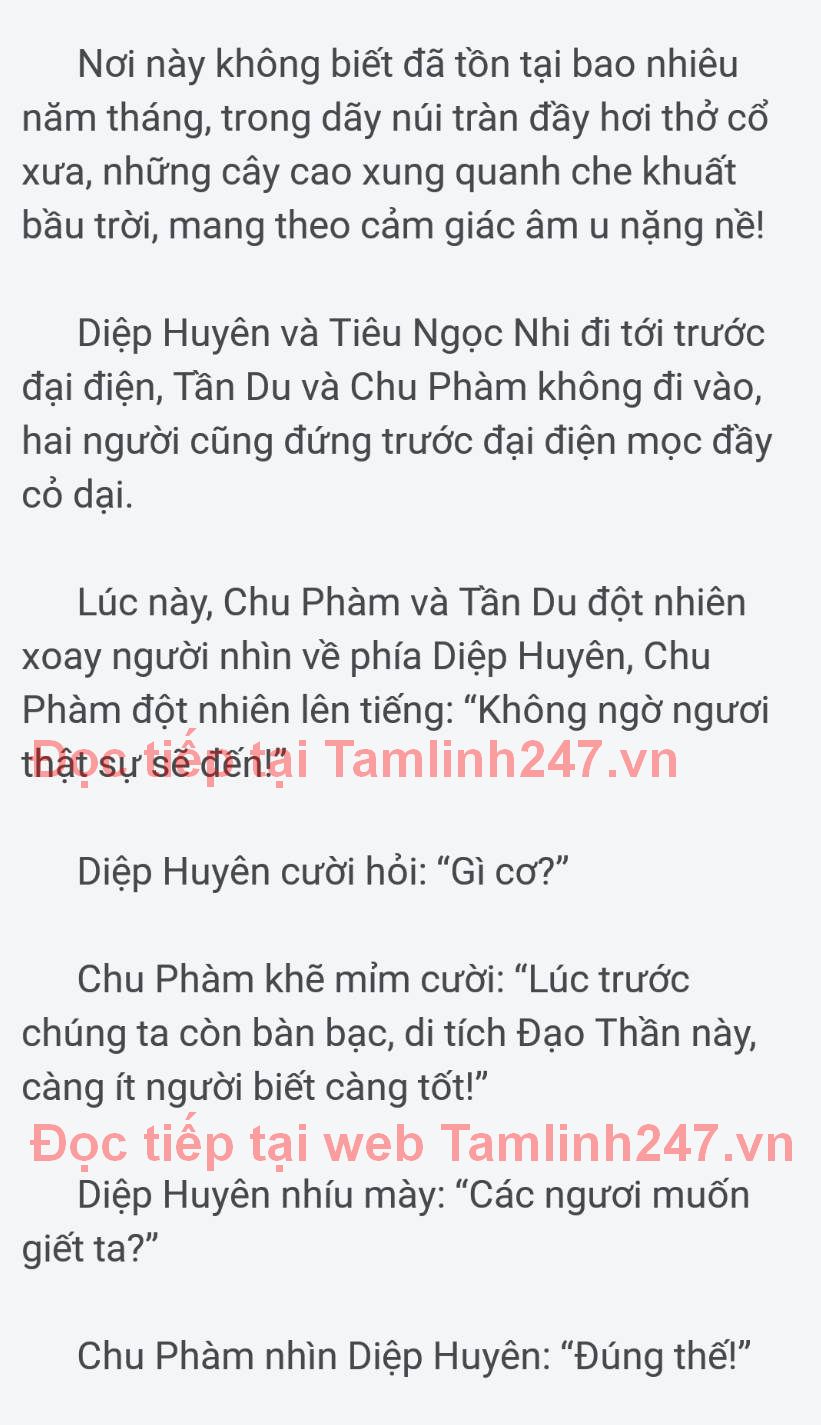 Nơi này không biết đã tồn tại bao nhiêu
năm tháng, trong dãy núi tràn đầy hơi thở cổ
xưa, những cây cao xung quanh che khuất
bầu trời, mang theo cảm giác âm u nặng nề!
Diệp Huyên và Tiêu Ngọc Nhi đi tới trước
đại điện, Tần Du và Chu Phàm không đi vào,
hai người cũng đứng trước đại điện mọc đầy
cỏ dại.
Lúc này, Chu Phàm và Tần Du đột nhiên
xoay người nhìn về phía Diệp Huyên, Chu
Phàm đột nhiên lên tiếng: “Không ngờ ngươi
thật sự sẽ đến!”
Đọc tiếp tại Tamlinh247.vn
Diệp Huyên cười hỏi: “Gì cơ?”
Chu Phàm khẽ mỉm cười: “Lúc trước
chúng ta còn bàn bạc, di tích Đạo Thần này,
càng ít người biết càng tốt!”
Đọc tiếp tại web Tamlinh247.vn
Diệp Huyên nhíu mày: “Các ngươi muốn
giết ta?”
Chu Phàm nhìn Diệp Huyên: “Đúng thế!”